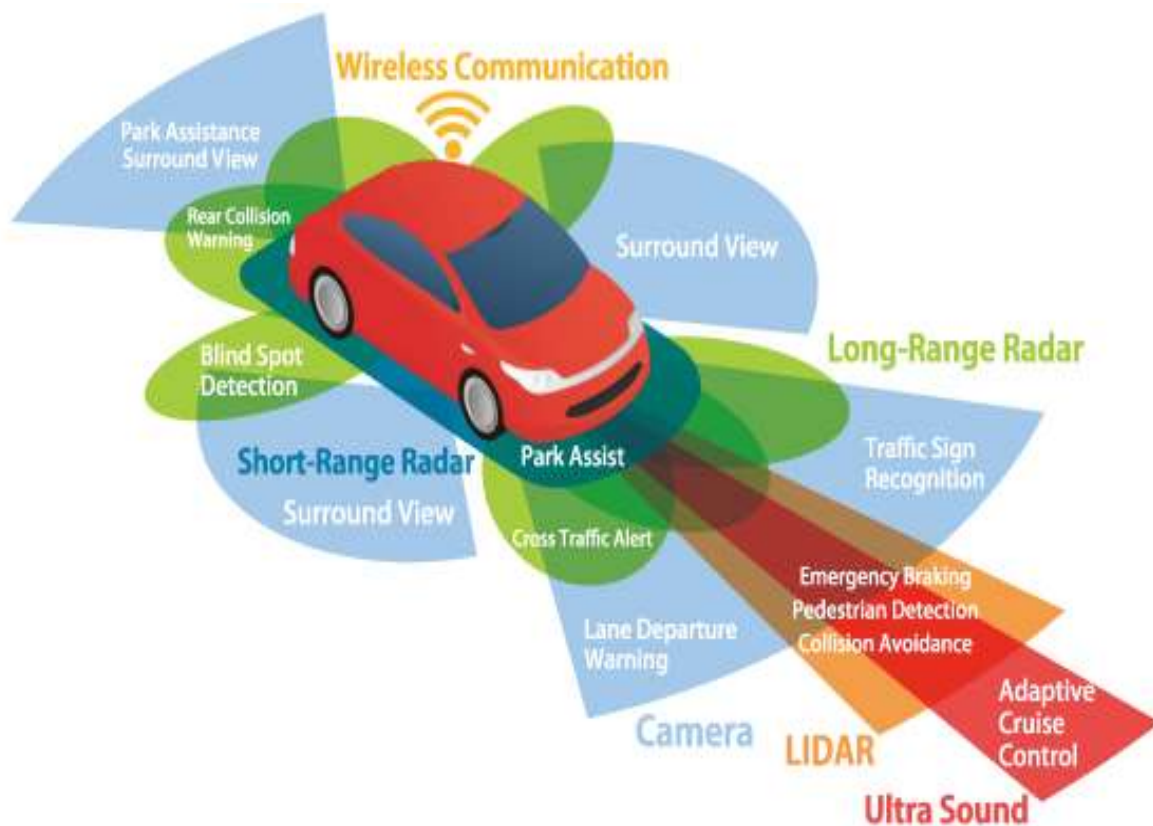 Wireless Communication
Park Assistance
Surround View
Rear Collision
Warning
Surround View
Long-Range Radar
Blind Spot
Detection
Short-Range Radar
Park Assist
Traffic Sign
Recognition
Surround View
Cross Traffic Alert
Emergency Braking
Pedestrian Detection
Collision Avoidance
Lane Departure
Warning
Adaptive
Cruise
Control
Camera
LIDAR
Ultra Sound